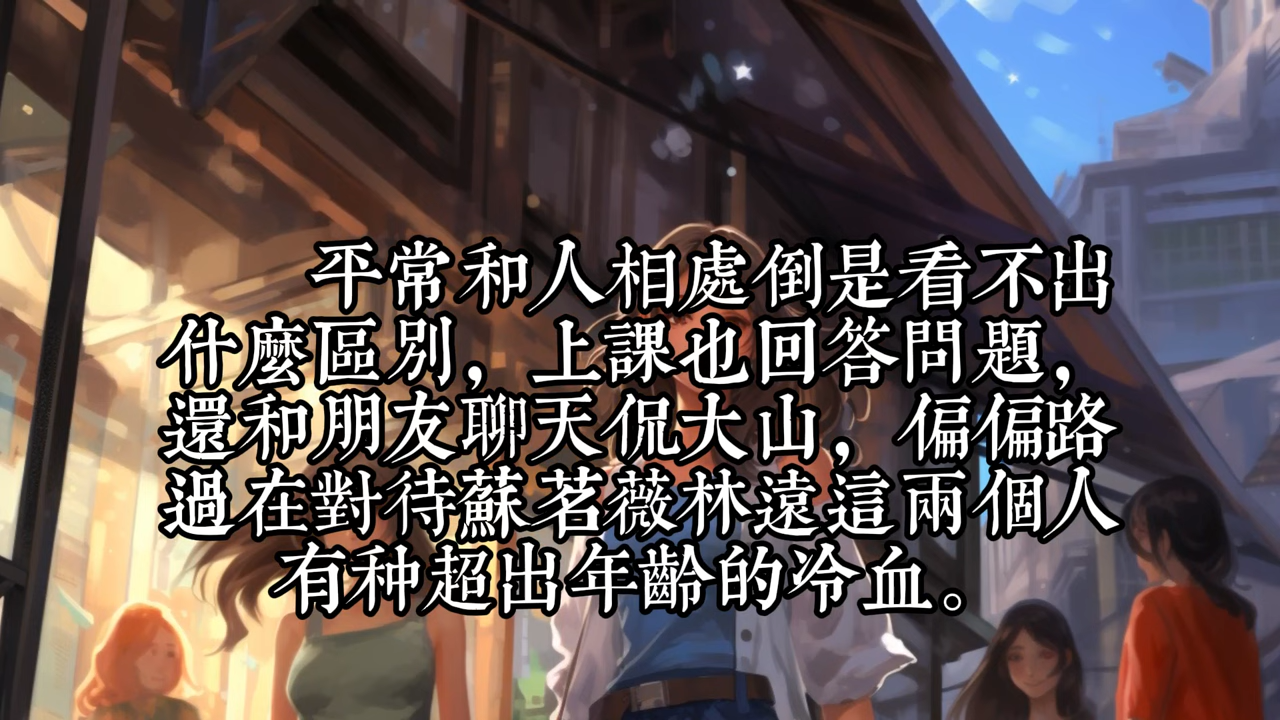 平常和人相處倒是看不出
什麼區別，上課也回答問題，
還和朋友聊天侃大山，偏偏路
過在對待蘇茗薇林遠這兩個人
有种超出年齡的冷血。